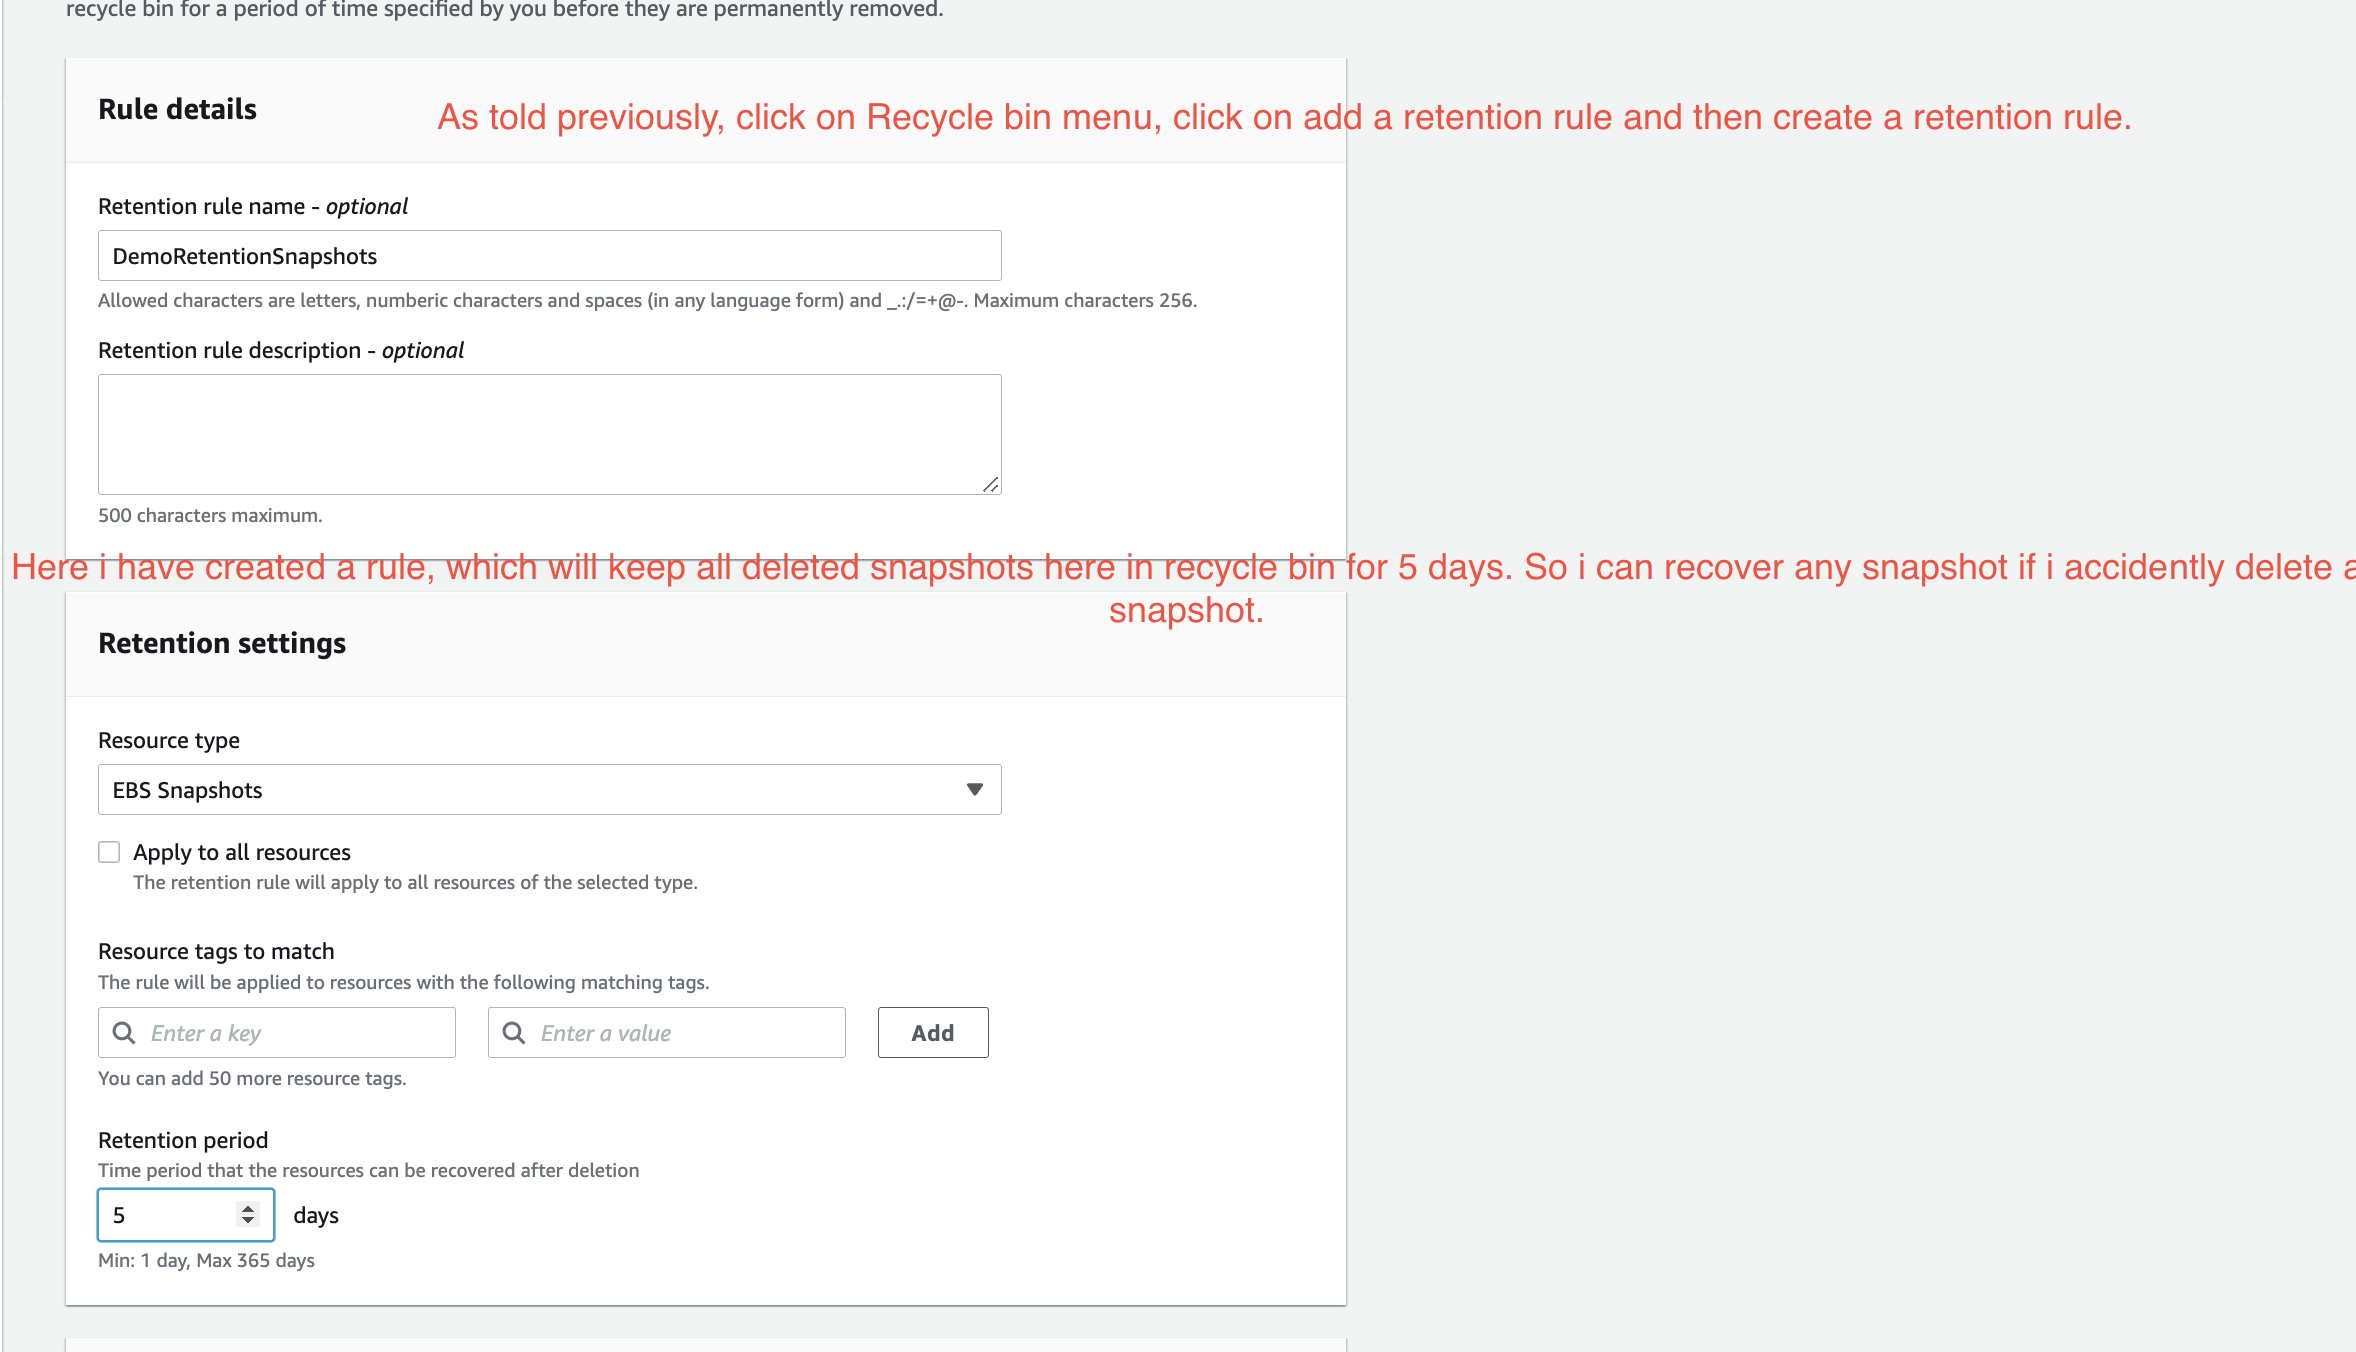 recycle bin for a period of time specified by you before they are permanently removed.
Rule details
As told previously, click on Recycle bin menu, click on add a retention rule and then create a retention rule.
Retention rule name - optional
DemoRetentionSnapshots
Allowed characters are letters, numberic characters and spaces (in any language form) and _.:/=+@-. Maximum characters 256.
Retention rule description - optional
500 characters maximum.
Here i have created a rule, which will keep all deleted snapshots here in recycle bin for 5 days. So i can recover any snapshot if i accidently delete a
snapshot.
Retention settings
Resource type
EBS Snapshots
Apply to all resources
The retention rule will apply to all resources of the selected type.
Resource tags to match
The rule will be applied to resources with the following matching tags.
Enter a key
Enter a value
Add
You can add 50 more resource tags.
Retention period
Time period that the resources can be recovered after deletion
5
days
Min: 1 day, Max 365 days